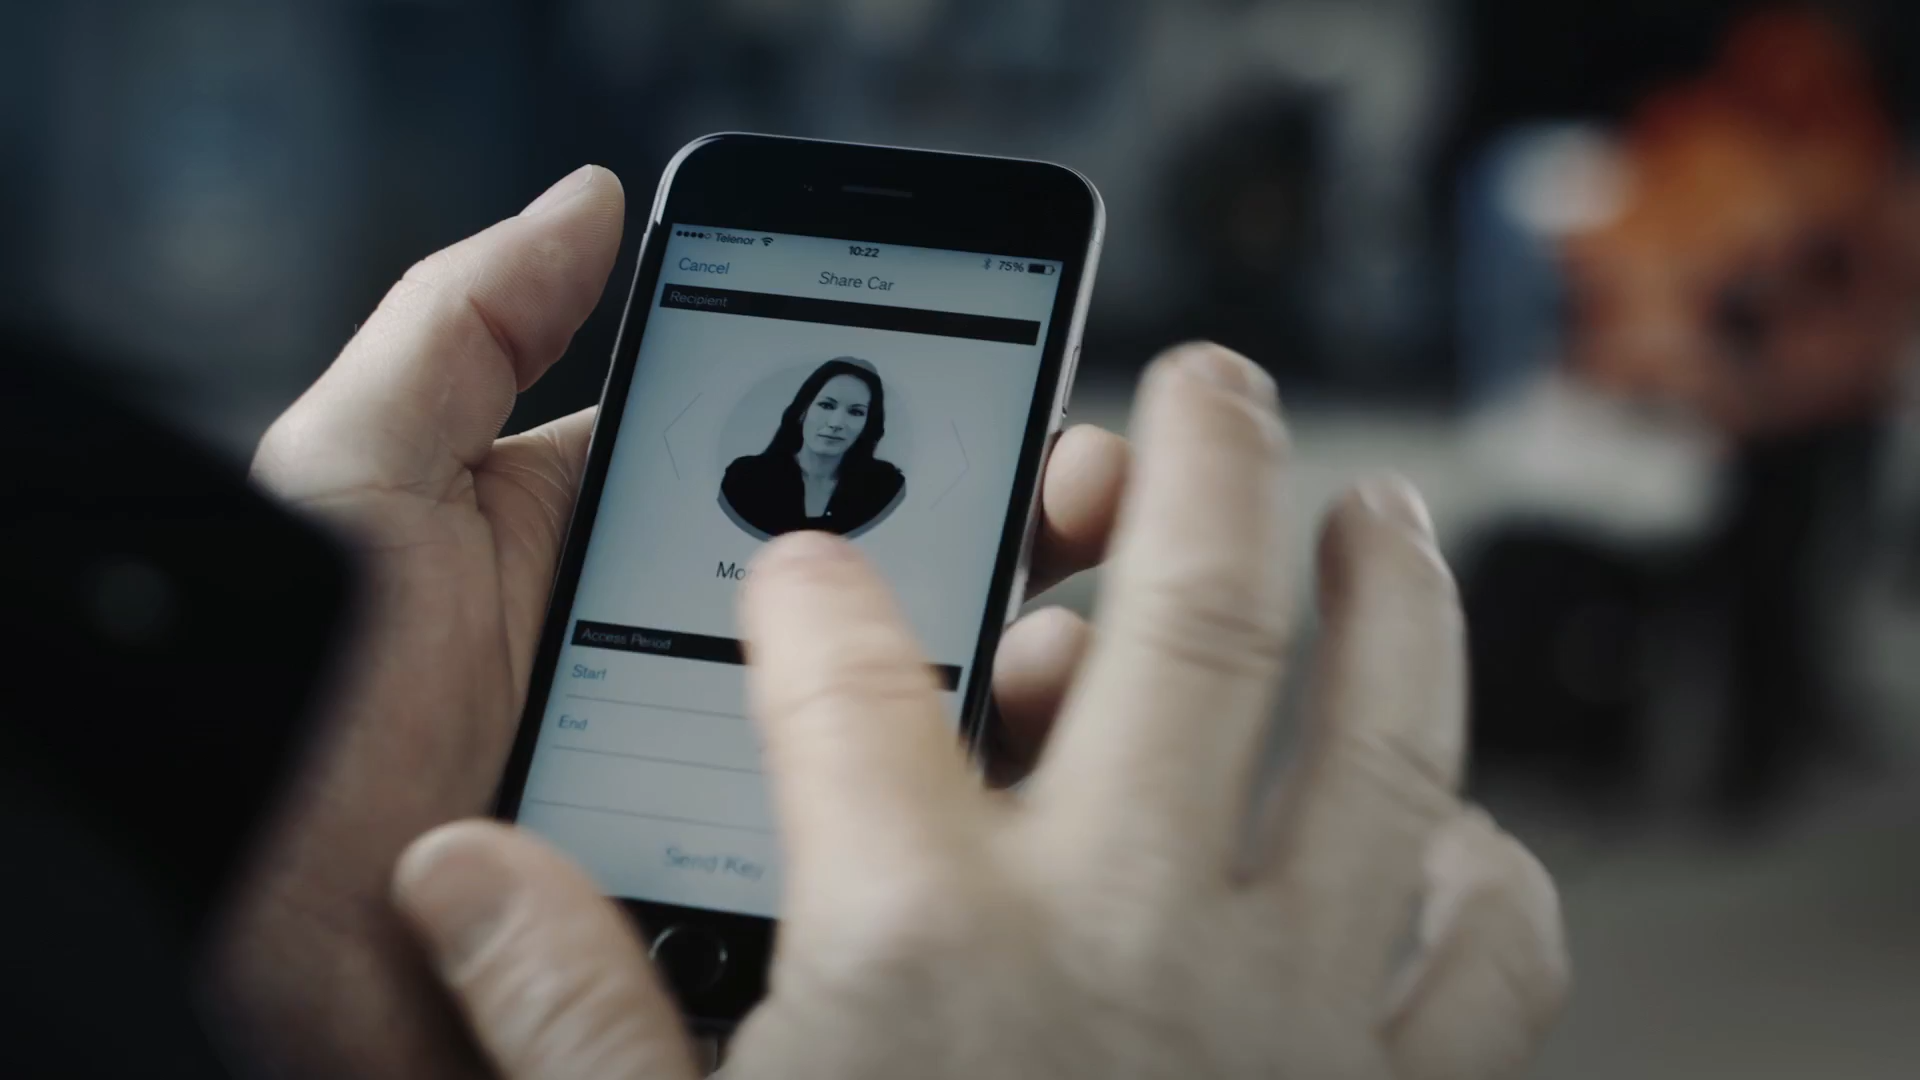 Telenor 10:22 75%
Cancel Share Car
Recipient
Access Period
Start
End
Send Key